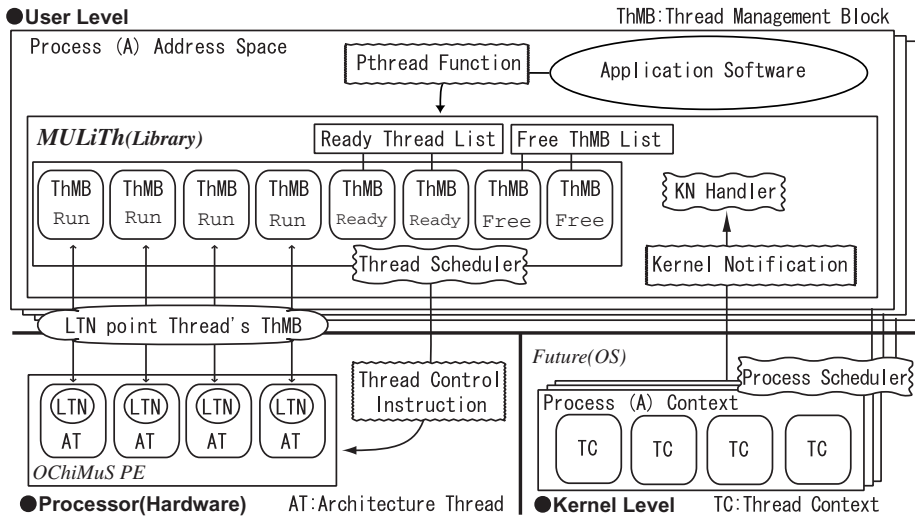 ●User Level
ThMB:Thread Management Block
Process (A) Address Space
Pthread Function
Application Software
MULiTh(Library)
Ready Thread List
Free ThMB List
ThMB
Run
ThMB
Run
ThMB
Run
ThMB
Run
ThMB
Ready
ThMB
Ready
ThMB
Free
ThMB
Free
KN Handler
Thread Scheduler
Kernel Notification
LTN point Thread's ThMB
Future(OS)
Process Scheduler
Thread Control
Instruction
Process (A) Context
LTN
AT
LTN
AT
LTN
AT
LTN
AT
TC
TC
TC
TC
OChiMuS PE
●Processor(Hardware)
AT:Architecture Thread
●Kernel Level
TC:Thread Context